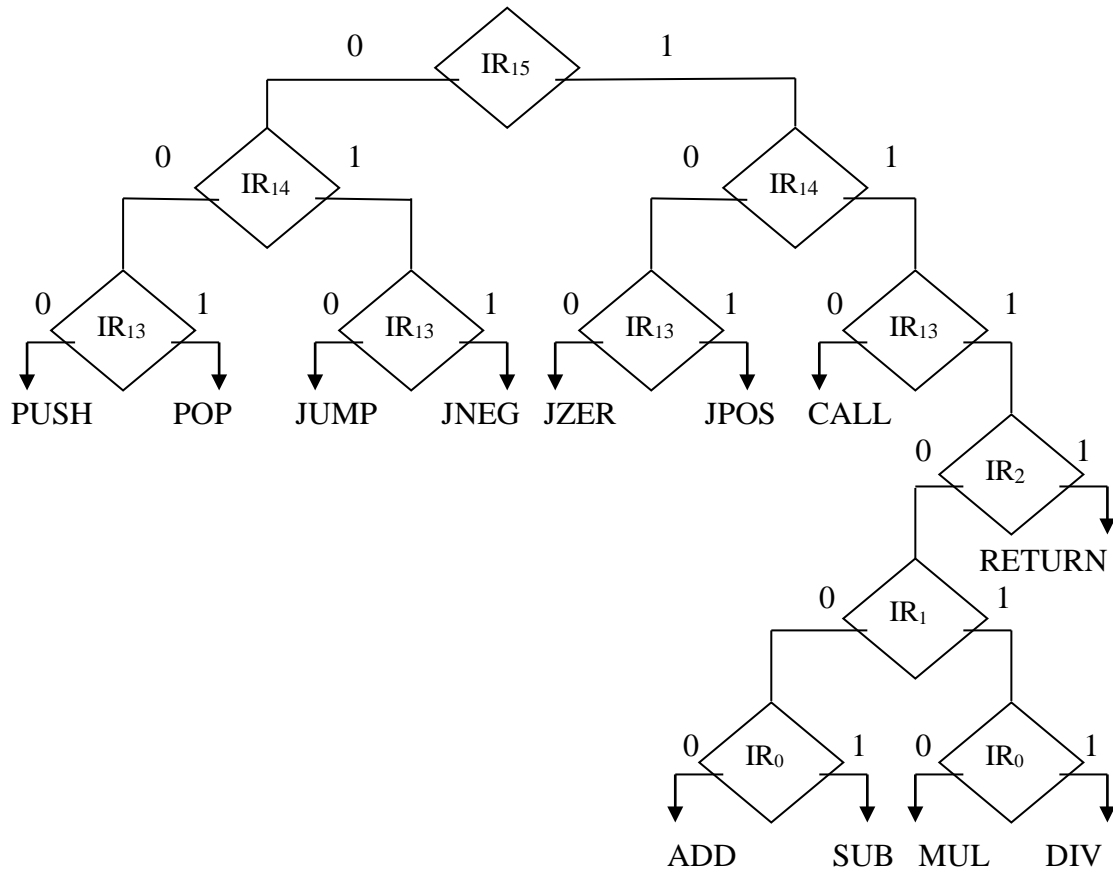 0 IR₁₅ 1
0 IR₁₄ 1 0 IR₁₄ 1
0 IR₁₃ 1 0 IR₁₃ 1 0 IR₁₃ 1 0 IR₁₃ 1
PUSH POP JUMP JNEG JZER JPOS CALL
0 IR₂ 1
RETURN
0 IR₁ 1
0 IR₀ 1 0 IR₀ 1
ADD SUB MUL DIV